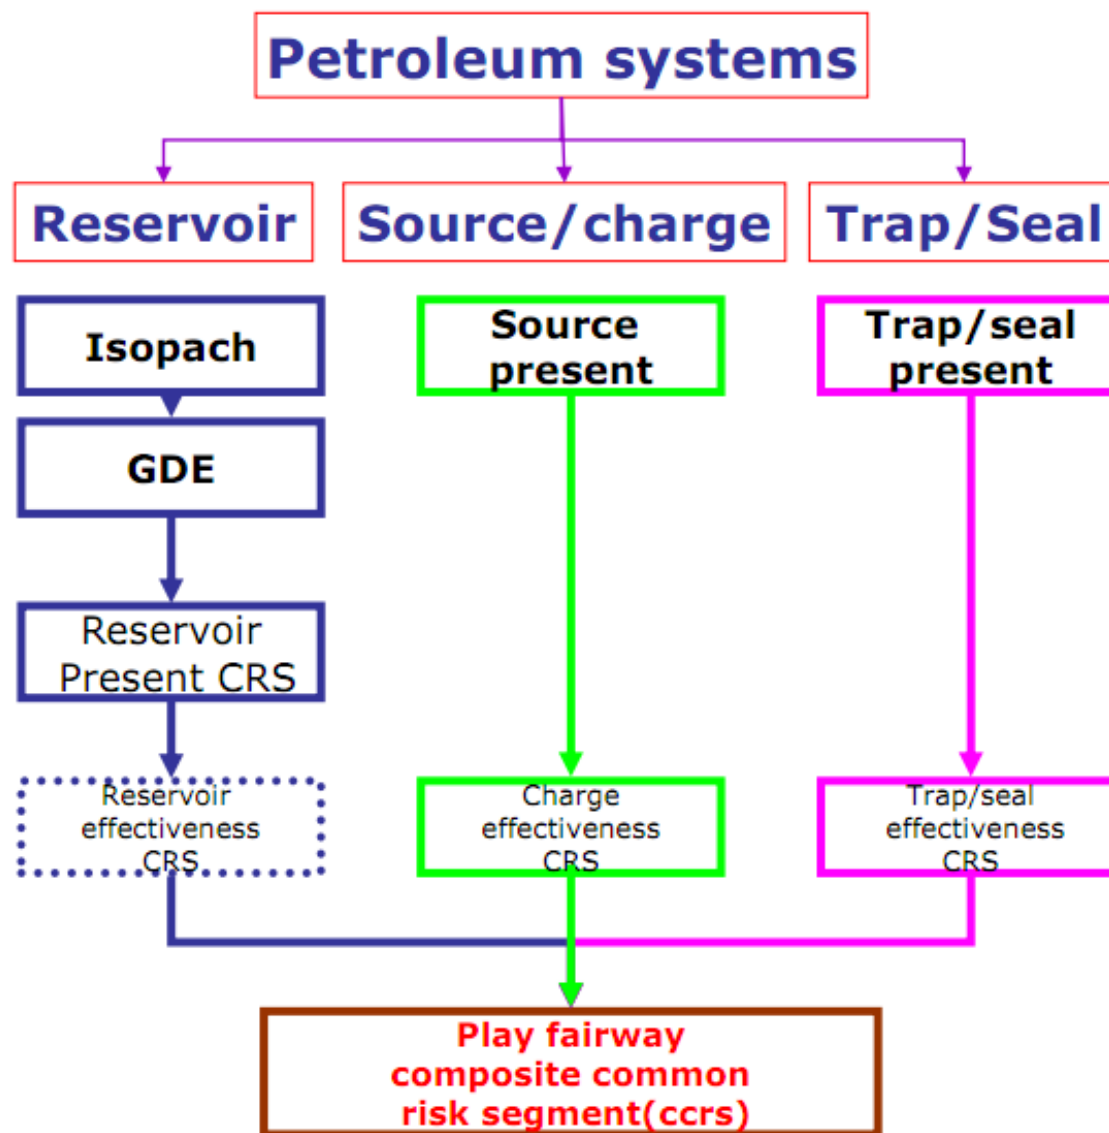 Petroleum systems
Reservoir
Source/charge
Trap/Seal
Isopach
GDE
Reservoir
Present CRS
Reservoir
effectiveness
CRS
Source
present
Charge
effectiveness
CRS
Trap/seal
present
Trap/seal
effectiveness
CRS
Play fairway
composite common
risk segment(ccrs)